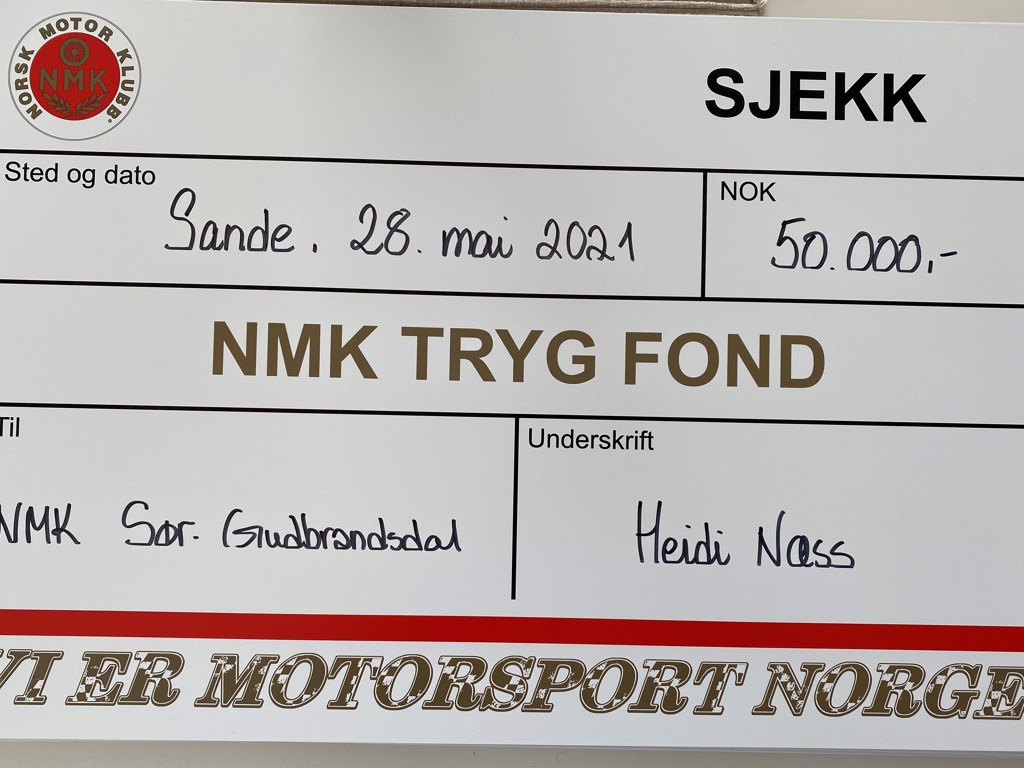 NORSK MOTOR KLUBB
NMK
SJEKK
Sted og dato
Sande. 28. mai 2021
NOK
50.000,-
NMK TRYG FOND
Til
NMK Sør-Gudbrandsdal
Underskrift
Heidi Næss
VI ER MOTORSPORT NORGE